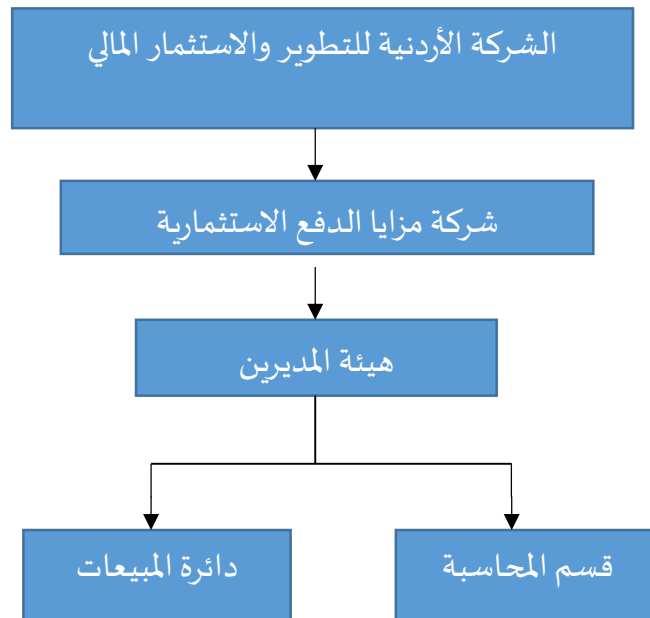 الشركة الأردنية للتطوير والاستثمار المالي
شركة مزايا الدفع الاستثمارية
هيئة المديرين
قسم المحاسبة
دائرة المبيعات